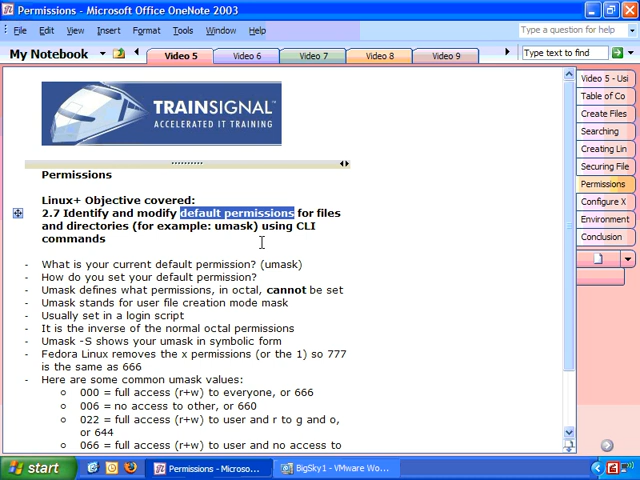 Permissions - Microsoft Office OneNote 2003
File Edit View Insert Format Tools Window Help Type a question for help
My Notebook Video 5 Video 6 Video 7 Video 8 Video 9 Type text to find
TRAINSIGNAL
ACCELERATED IT TRAINING
Permissions
Linux+ Objective covered:
2.7 Identify and modify default permissions for files
and directories (for example: umask) using CLI
commands
- What is your current default permission? (umask)
- How do you set your default permission?
- Umask defines what permissions, in octal, cannot be set
- Umask stands for user file creation mode mask
- Usually set in a login script
- It is the inverse of the normal octal permissions
- Umask -S shows your umask in symbolic form
- Fedora Linux removes the x permissions (or the 1) so 777
is the same as 666
- Here are some common umask values:
o 000 = full access (r+w) to everyone, or 666
o 006 = no access to other, or 660
o 022 = full access (r+w) to user and r to g and o,
or 644
o 066 = full access (r+w) to user and no access to
Video 5 - Usi
Table of Co
Create Files
Searching
Creating Lin
Securing File
Permissions
Configure X
Environment
Conclusion
start Permissions - Microso... BigSky1 - VMware Wo...